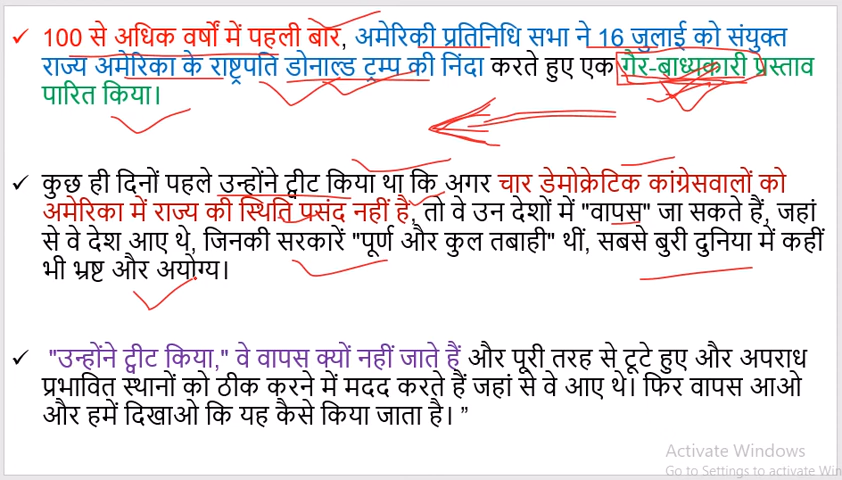 100 से अधिक वर्षों में पहली बार, अमेरिकी प्रतिनिधि सभा ने 16 जुलाई को संयुक्त
राज्य अमेरिका के राष्ट्रपति डोनाल्ड ट्रम्प की निंदा करते हुए एक गैर-बाध्यकारी प्रस्ताव
पारित किया।
कुछ ही दिनों पहले उन्होंने ट्वीट किया था कि अगर चार डेमोक्रेटिक कांग्रेसवालों को
अमेरिका में राज्य की स्थिति पसंद नहीं है, तो वे उन देशों में "वापस" जा सकते हैं, जहां
से वे देश आए थे, जिनकी सरकारें "पूर्ण और कुल तबाही" थीं, सबसे बुरी दुनिया में कहीं
भी भ्रष्ट और अयोग्य।
"उन्होंने ट्वीट किया," वे वापस क्यों नहीं जाते हैं और पूरी तरह से टूटे हुए और अपराध
प्रभावित स्थानों को ठीक करने में मदद करते हैं जहां से वे आए थे। फिर वापस आओ
और हमें दिखाओ कि यह कैसे किया जाता है। ”
Activate Windows
Go to Settings to activate Win